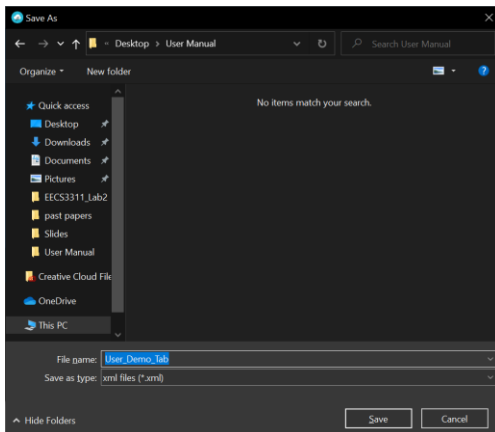 Save As
« Desktop > User Manual
Search User Manual
Organize
New folder
Quick access
No items match your search.
Desktop
Downloads
Documents
Pictures
EECS3311_Lab2
past papers
Slides
User Manual
Creative Cloud File
OneDrive
This PC
File name: User_Demo_Tab
Save as type: xml files (*.xml)
Hide Folders
Save
Cancel